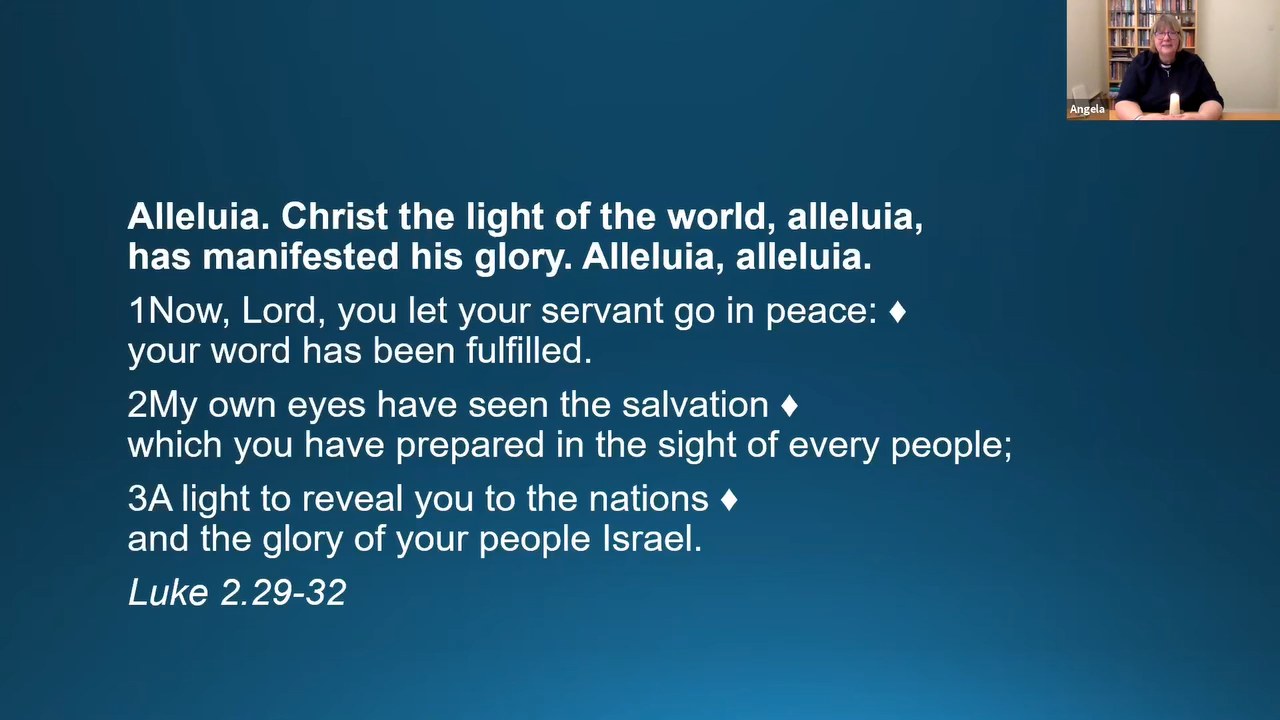 Angela
Alleluia. Christ the light of the world, alleluia,
has manifested his glory. Alleluia, alleluia.
1Now, Lord, you let your servant go in peace: ♦
your word has been fulfilled.
2My own eyes have seen the salvation ♦
which you have prepared in the sight of every people;
3A light to reveal you to the nations ♦
and the glory of your people Israel.
Luke 2.29-32